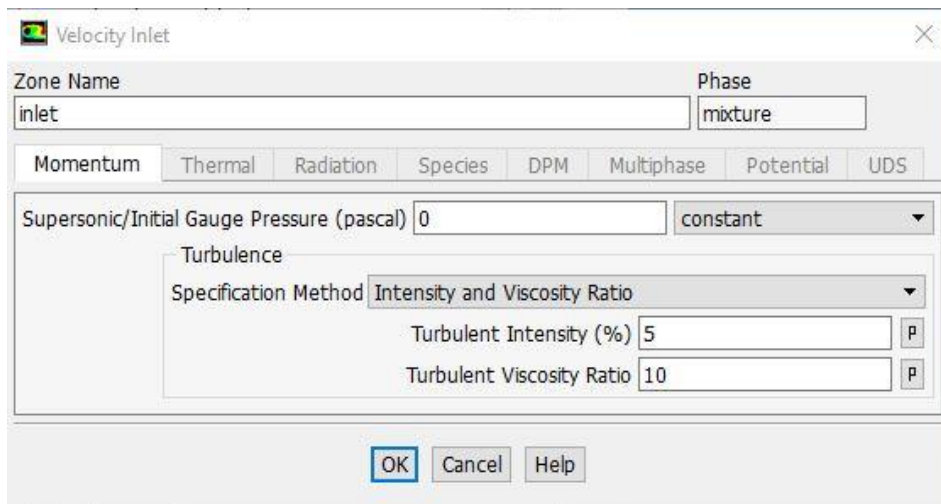 Velocity Inlet
Zone Name Phase
inlet mixture
Momentum Thermal Radiation Species DPM Multiphase Potential UDS
Supersonic/Initial Gauge Pressure (pascal) 0 constant
Turbulence
Specification Method Intensity and Viscosity Ratio
Turbulent Intensity (%) 5 P
Turbulent Viscosity Ratio 10 P
OK Cancel Help